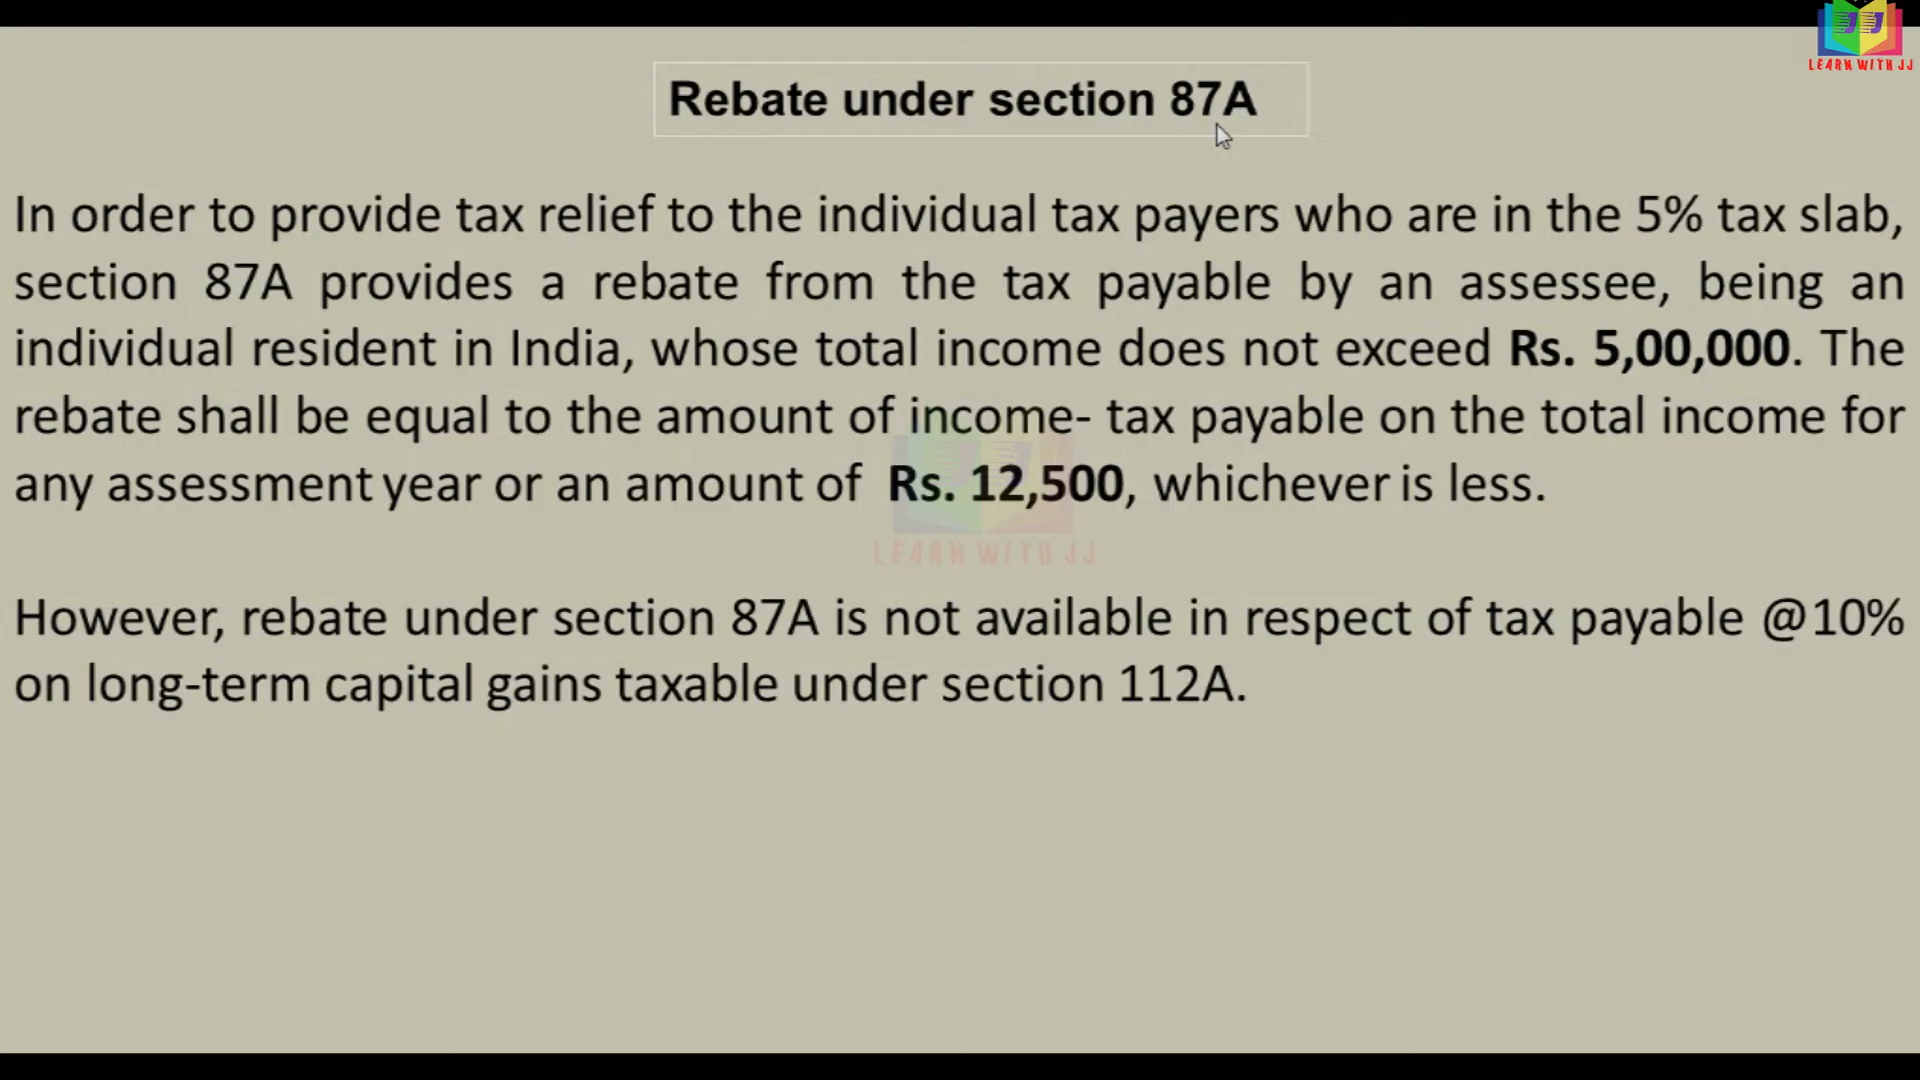 LEARN WITH JJ
Rebate under section 87A
In order to provide tax relief to the individual tax payers who are in the 5% tax slab,
section 87A provides a rebate from the tax payable by an assessee, being an
individual resident in India, whose total income does not exceed Rs. 5,00,000. The
rebate shall be equal to the amount of income- tax payable on the total income for
any assessment year or an amount of Rs. 12,500, whichever is less.
LEARN WITH JJ
However, rebate under section 87A is not available in respect of tax payable @10%
on long-term capital gains taxable under section 112A.